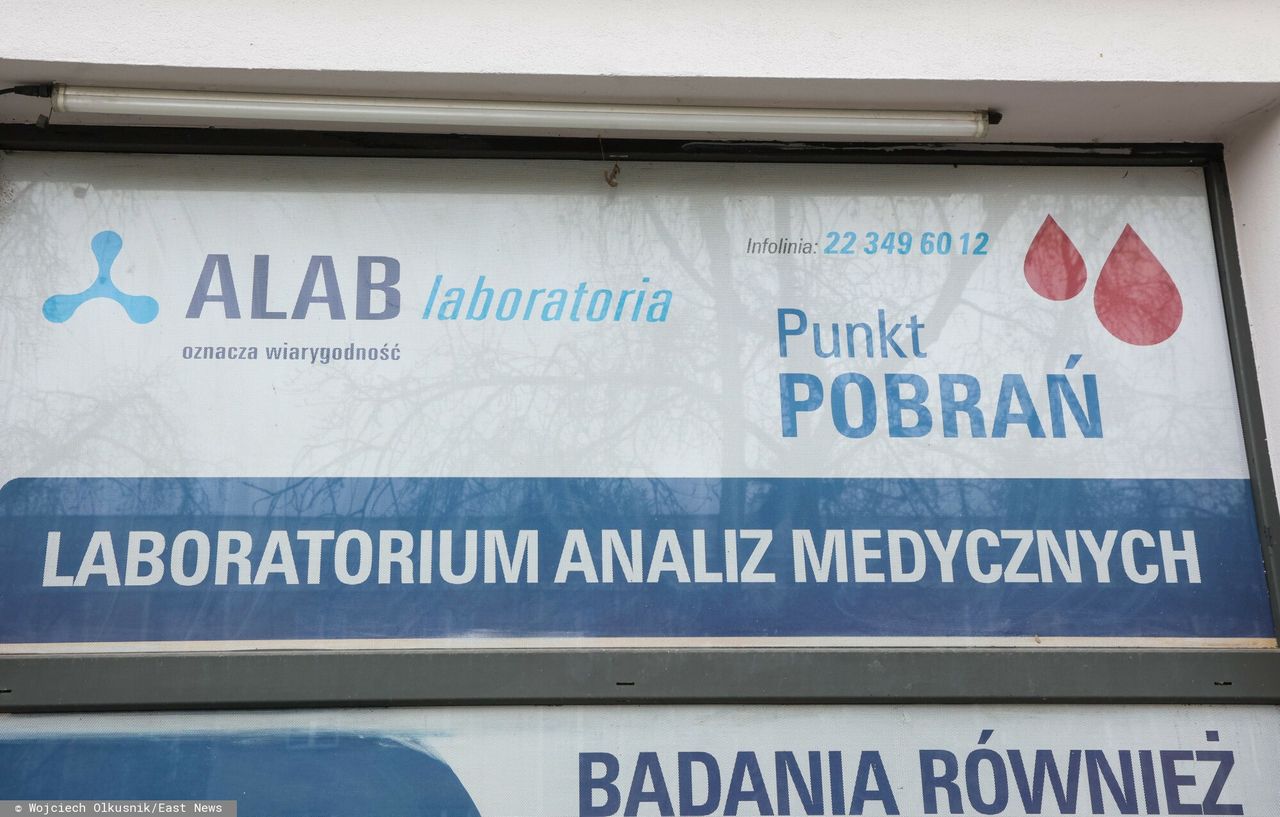 ALAB laboratoria
oznacza wiarygodność
Infolinia: 22 349 60 12
Punkt
POBRAŃ
LABORATORIUM ANALIZ MEDYCZNYCH
BADANIA RÓWNIEŻ
© Wojciech Olkusnik/East News